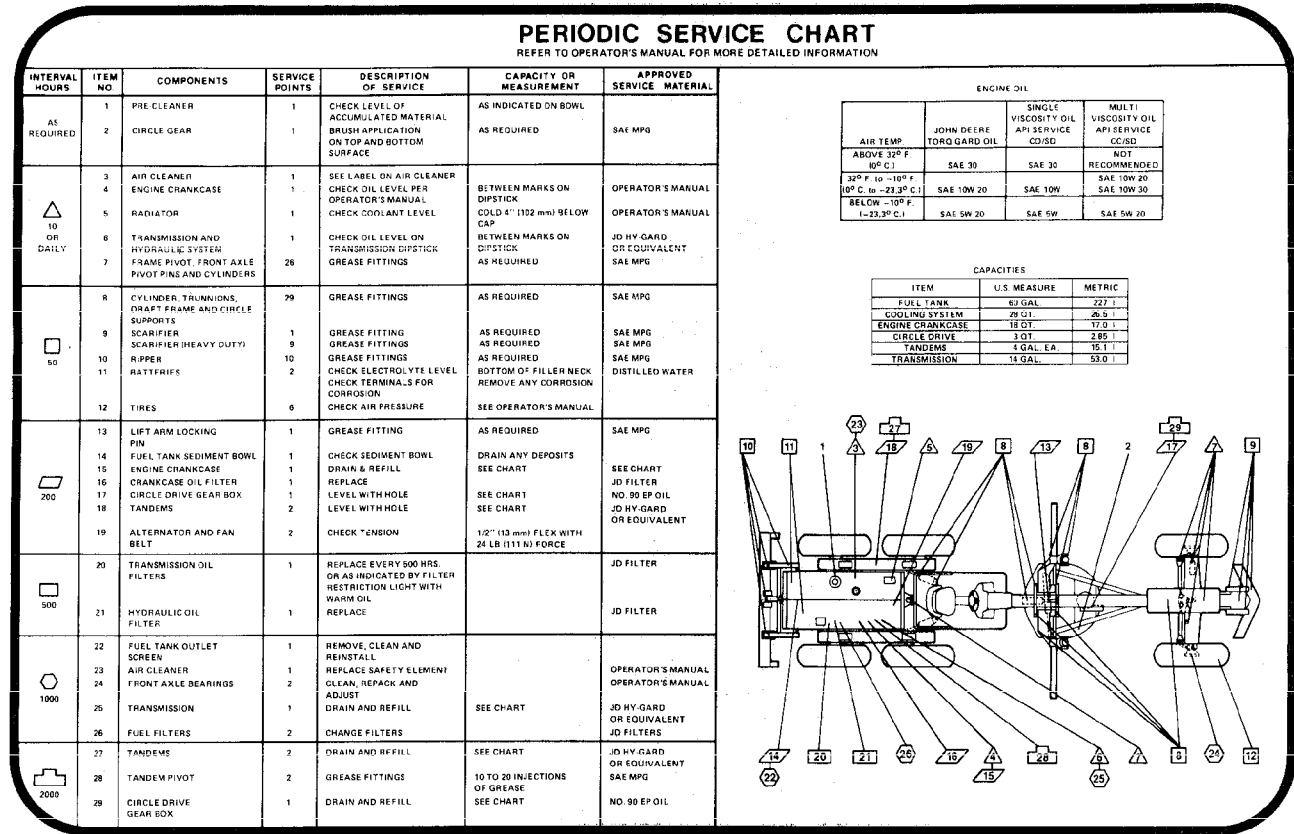 PERIODIC SERVICE CHART
REFER TO OPERATOR'S MANUAL FOR MORE DETAILED INFORMATION
INTERVAL HOURS | ITEM NO. | COMPONENTS | SERVICE POINTS | DESCRIPTION OF SERVICE | CAPACITY OR MEASUREMENT | APPROVED SERVICE MATERIAL
AS REQUIRED
1 PRE-CLEANER 1 CHECK LEVEL OF ACCUMULATED MATERIAL AS INDICATED ON BOWL
2 CIRCLE GEAR 1 BRUSH APPLICATION ON TOP AND BOTTOM SURFACE AS REQUIRED SAE MPG
10 OR DAILY
3 AIR CLEANER 1 SEE LABEL ON AIR CLEANER
4 ENGINE CRANKCASE 1 CHECK OIL LEVEL PER OPERATOR'S MANUAL BETWEEN MARKS ON DIPSTICK OPERATOR'S MANUAL
5 RADIATOR 1 CHECK COOLANT LEVEL COLD 4" (102 mm) BELOW CAP OPERATOR'S MANUAL
6 TRANSMISSION AND HYDRAULIC SYSTEM 1 CHECK OIL LEVEL ON TRANSMISSION DIPSTICK BETWEEN MARKS ON DIPSTICK JD HY-GARD OR EQUIVALENT
7 FRAME PIVOT, FRONT AXLE PIVOT PINS AND CYLINDERS 26 GREASE FITTINGS AS REQUIRED SAE MPG
50
8 CYLINDER, TRUNNIONS, DRAFT FRAME AND CIRCLE SUPPORTS 29 GREASE FITTINGS AS REQUIRED SAE MPG
9 SCARIFIER 1 GREASE FITTING AS REQUIRED SAE MPG
SCARIFIER (HEAVY DUTY) 9 GREASE FITTINGS AS REQUIRED SAE MPG
10 RIPPER 10 GREASE FITTINGS AS REQUIRED SAE MPG
11 BATTERIES 2 CHECK ELECTROLYTE LEVEL BOTTOM OF FILLER NECK DISTILLED WATER
CHECK TERMINALS FOR CORROSION REMOVE ANY CORROSION
12 TIRES 6 CHECK AIR PRESSURE SEE OPERATOR'S MANUAL
200
13 LIFT ARM LOCKING PIN 1 GREASE FITTING AS REQUIRED SAE MPG
14 FUEL TANK SEDIMENT BOWL 1 CHECK SEDIMENT BOWL DRAIN ANY DEPOSITS
15 ENGINE CRANKCASE 1 DRAIN & REFILL SEE CHART SEE CHART
16 CRANKCASE OIL FILTER 1 REPLACE JD FILTER
17 CIRCLE DRIVE GEAR BOX 1 LEVEL WITH HOLE SEE CHART NO. 90 EP OIL
18 TANDEMS 2 LEVEL WITH HOLE SEE CHART JD HY-GARD OR EQUIVALENT
19 ALTERNATOR AND FAN BELT 2 CHECK TENSION 1/2" (13 mm) FLEX WITH 24 LB (111 N) FORCE
500
20 TRANSMISSION OIL FILTERS 1 REPLACE EVERY 500 HRS. OR AS INDICATED BY FILTER RESTRICTION LIGHT WITH WARM OIL JD FILTER
21 HYDRAULIC OIL FILTER 1 REPLACE JD FILTER
1000
22 FUEL TANK OUTLET SCREEN 1 REMOVE, CLEAN AND REINSTALL
23 AIR CLEANER 1 REPLACE SAFETY ELEMENT OPERATOR'S MANUAL
24 FRONT AXLE BEARINGS 2 CLEAN, REPACK AND ADJUST OPERATOR'S MANUAL
25 TRANSMISSION 1 DRAIN AND REFILL SEE CHART JD HY-GARD OR EQUIVALENT
26 FUEL FILTERS 2 CHANGE FILTERS JD FILTERS
2000
27 TANDEMS 2 DRAIN AND REFILL SEE CHART JD HY-GARD OR EQUIVALENT
28 TANDEM PIVOT 2 GREASE FITTINGS 10 TO 20 INJECTIONS OF GREASE SAE MPG
29 CIRCLE DRIVE GEAR BOX 1 DRAIN AND REFILL SEE CHART NO. 90 EP OIL
ENGINE OIL
AIR TEMP. | JOHN DEERE TORQ GARD OIL | SINGLE VISCOSITY OIL API SERVICE CD/SD | MULTI VISCOSITY OIL API SERVICE CC/SD
ABOVE 32° F. (0° C.) SAE 30 SAE 30 NOT RECOMMENDED
32° F. to -10° F. (0° C. to -23,3° C.) SAE 10W 20 SAE 10W SAE 10W 20 SAE 10W 30
BELOW -10° F. (-23,3° C.) SAE 5W 20 SAE 5W SAE 5W 20
CAPACITIES
ITEM U.S. MEASURE METRIC
FUEL TANK 60 GAL. 227 l
COOLING SYSTEM 28 QT. 26.5 l
ENGINE CRANKCASE 18 QT. 17.0 l
CIRCLE DRIVE 3 QT. 2.85 l
TANDEMS 4 GAL. EA. 15.1 l
TRANSMISSION 14 GAL. 53.0 l
23 27 29
10 11 1 3 18 5 19 8 13 8 2 17 7 9
14 20 21 26 16 4 28 6 7 8 24 12
22 15 25